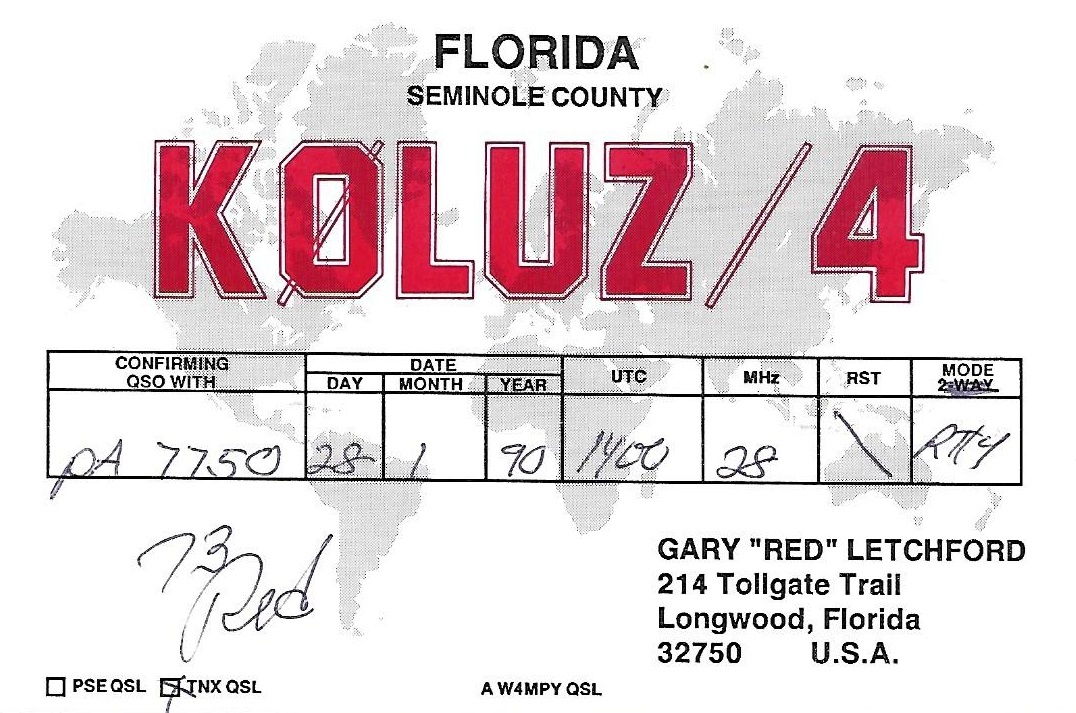 FLORIDA
SEMINOLE COUNTY
KØLUZ/4
CONFIRMING QSO WITH DATE DAY MONTH YEAR UTC MHz RST MODE 2-WAY
PA 7750 28 1 90 1400 28 \ RTTY
73
Red
GARY "RED" LETCHFORD
214 Tollgate Trail
Longwood, Florida
32750 U.S.A.
PSE QSL TNX QSL A W4MPY QSL